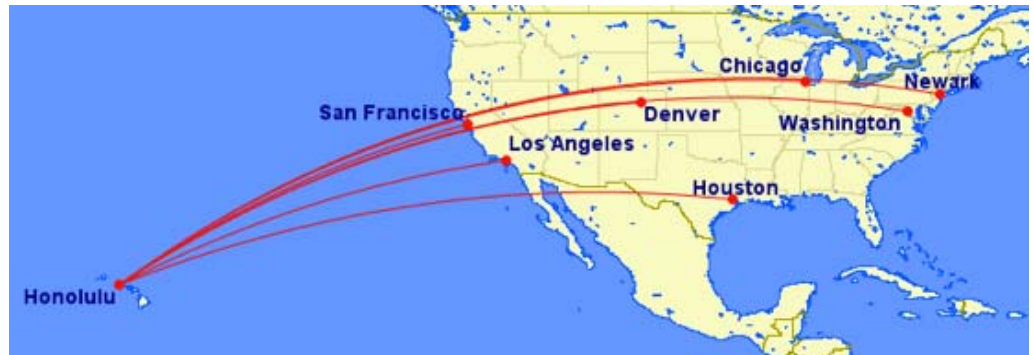 Chicago
Newark
San Francisco
Denver
Washington
Los Angeles
Houston
Honolulu